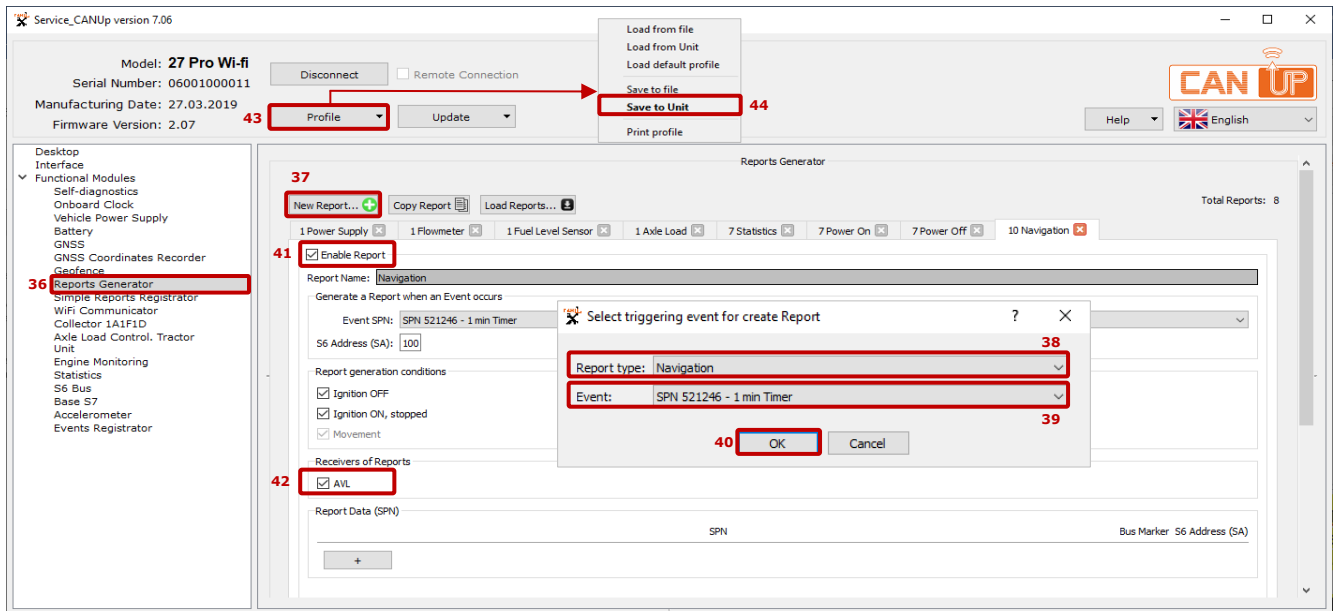 Service_CANUp version 7.06
Load from file
Load from Unit
Load default profile
Save to file
Save to Unit
44
Print profile
Model: 27 Pro Wi-fi
Serial Number: 06001000011
Manufacturing Date: 27.03.2019
Firmware Version: 2.07
Disconnect
Remote Connection
43
Profile
Update
CAN UP
Help
English
Desktop
Interface
Functional Modules
Self-diagnostics
Onboard Clock
Vehicle Power Supply
Battery
GNSS
GNSS Coordinates Recorder
Geofence
36
Reports Generator
Simple Reports Registrator
WiFi Communicator
Collector 1A1F1D
Axle Load Control. Tractor
Unit
Engine Monitoring
Statistics
S6 Bus
Base S7
Accelerometer
Events Registrator
Reports Generator
37
New Report...
Copy Report
Load Reports...
Total Reports: 8
1 Power Supply
1 Flowmeter
1 Fuel Level Sensor
1 Axle Load
7 Statistics
7 Power On
7 Power Off
10 Navigation
41
Enable Report
Report Name: Navigation
Generate a Report when an Event occurs
Event SPN: SPN 521246 - 1 min Timer
S6 Address (SA): 100
Report generation conditions
Ignition OFF
Ignition ON, stopped
Movement
Receivers of Reports
42
AVL
Report Data (SPN)
SPN
Bus Marker S6 Address (SA)
+
Select triggering event for create Report
?
38
Report type: Navigation
Event: SPN 521246 - 1 min Timer
39
40
OK
Cancel